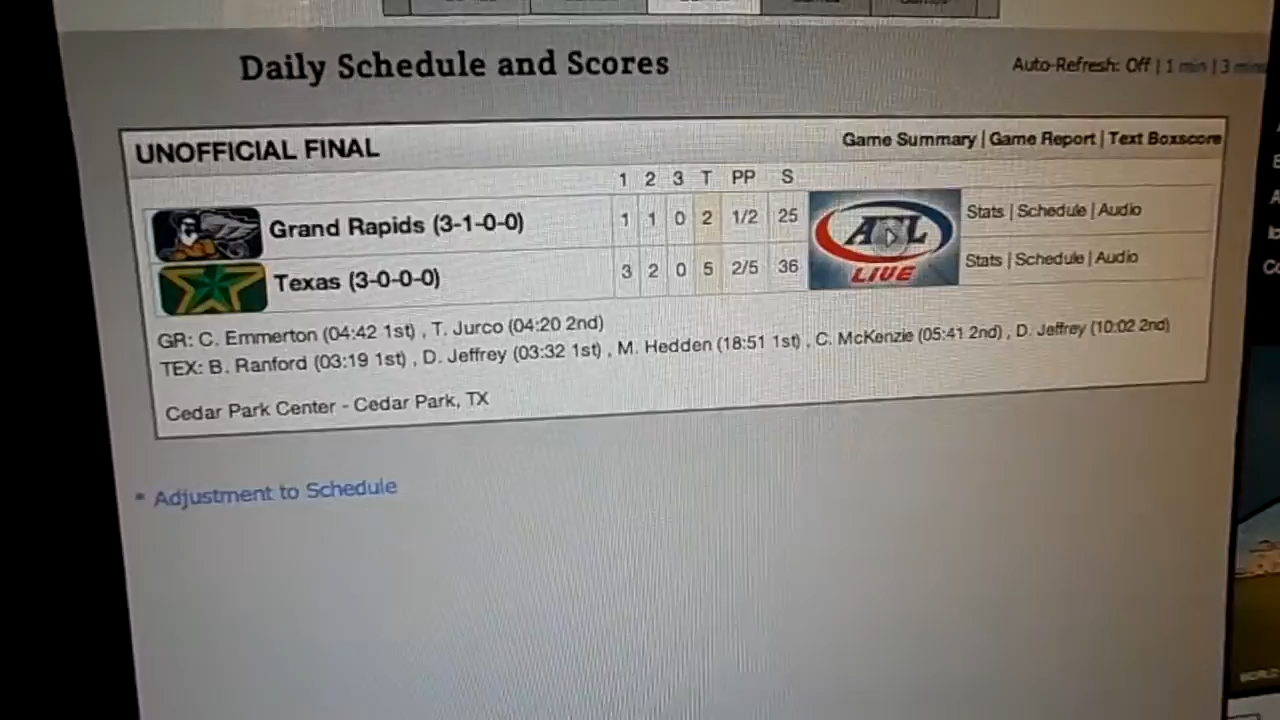 Daily Schedule and Scores
Auto-Refresh: Off | 1 min | 3 min
UNOFFICIAL FINAL
Game Summary | Game Report | Text Boxscore
1 2 3 T PP S
Grand Rapids (3-1-0-0) 1 1 0 2 1/2 25
Stats | Schedule | Audio
Texas (3-0-0-0) 3 2 0 5 2/5 36
Stats | Schedule | Audio
AHL
LIVE
GR: C. Emmerton (04:42 1st) , T. Jurco (04:20 2nd)
TEX: B. Ranford (03:19 1st) , D. Jeffrey (03:32 1st) , M. Hedden (18:51 1st) , C. McKenzie (05:41 2nd) , D. Jeffrey (10:02 2nd)
Cedar Park Center - Cedar Park, TX
Adjustment to Schedule